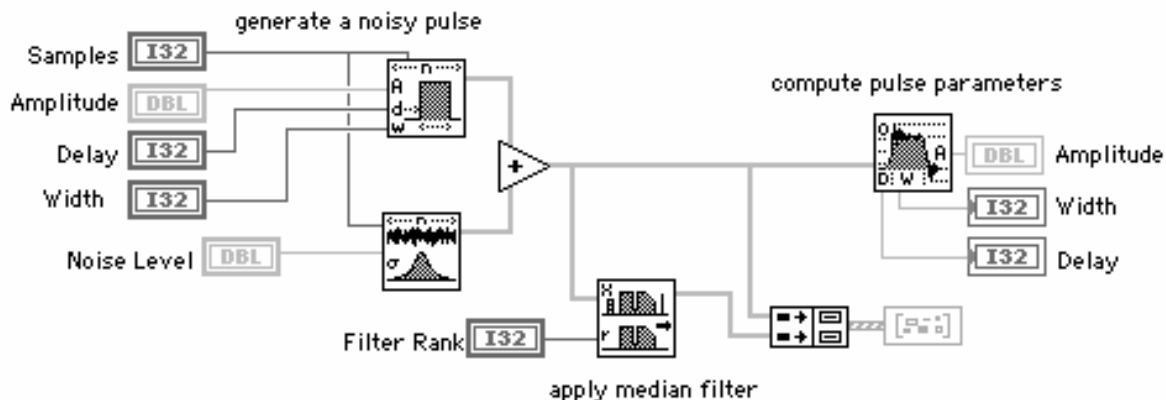 generate a noisy pulse
Samples I32
n
Amplitude DBL
A
Delay I32
d
Width I32
w
compute pulse parameters
A
D W
DBL Amplitude
I32 Width
I32 Delay
+
n
Noise Level DBL
σ
X
Filter Rank I32
r
apply median filter